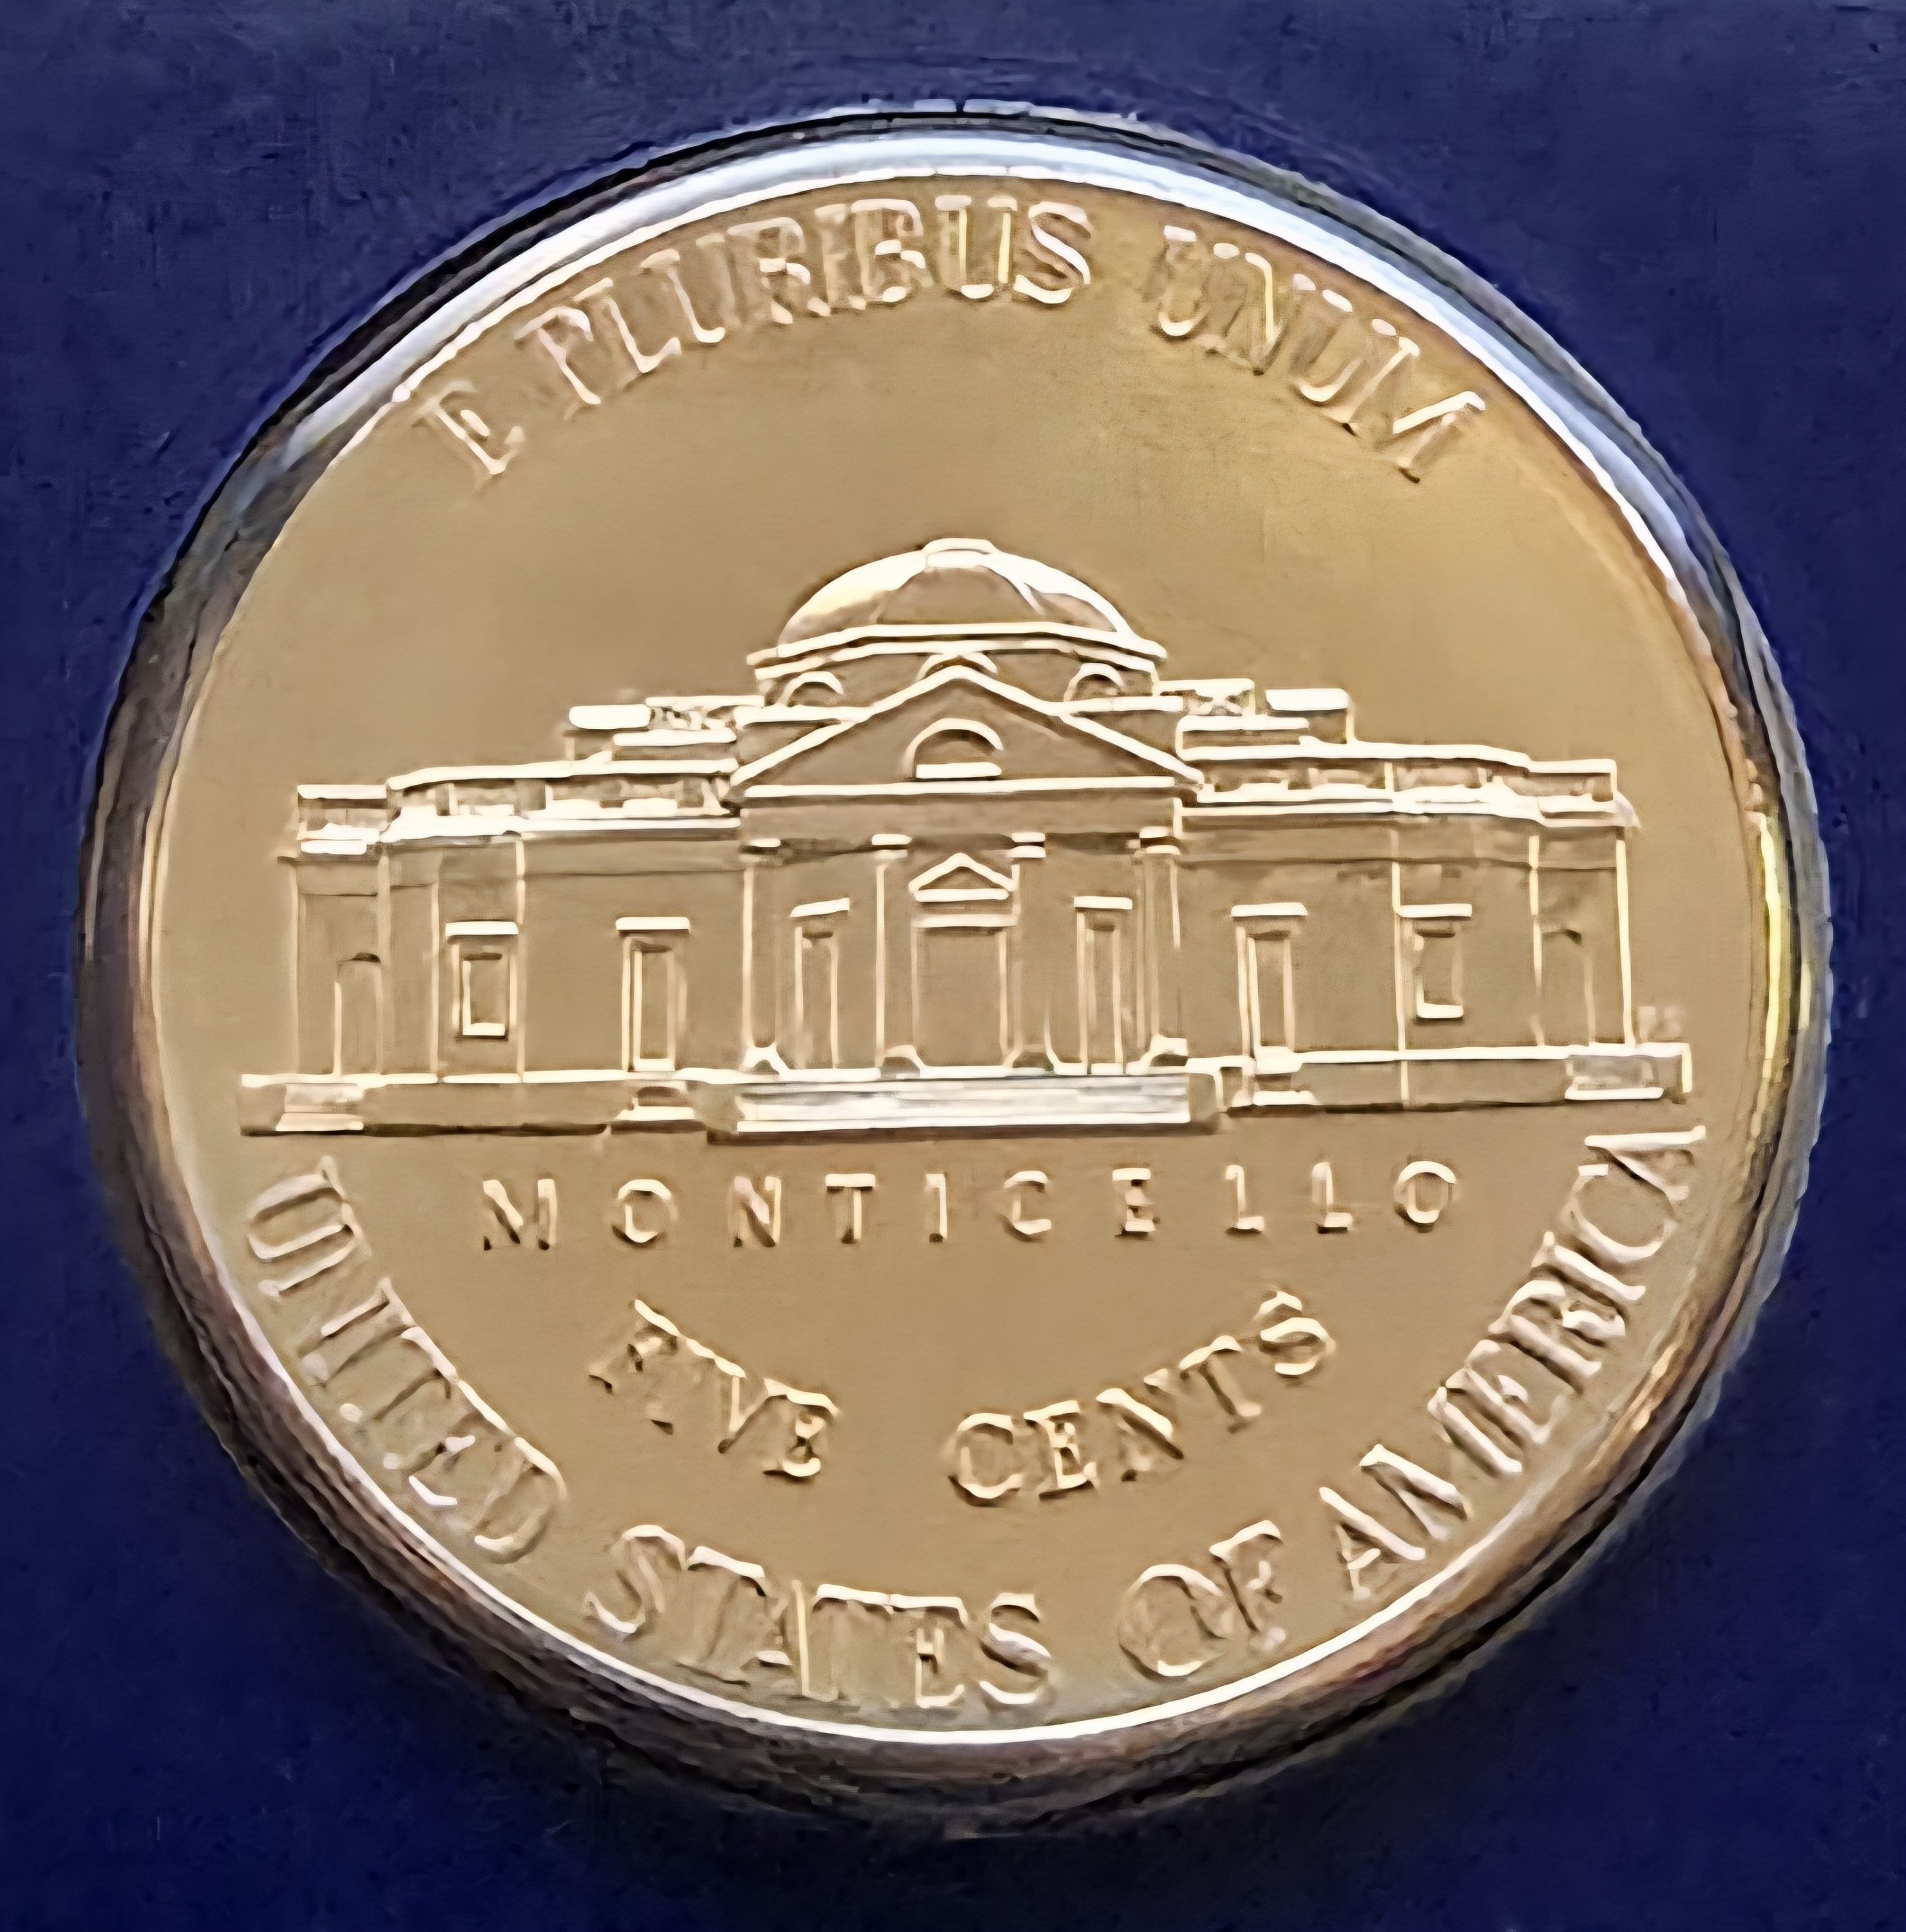 E PLURIBUS UNUM
MONTICELLO
FIVE CENTS
UNITED STATES OF AMERICA